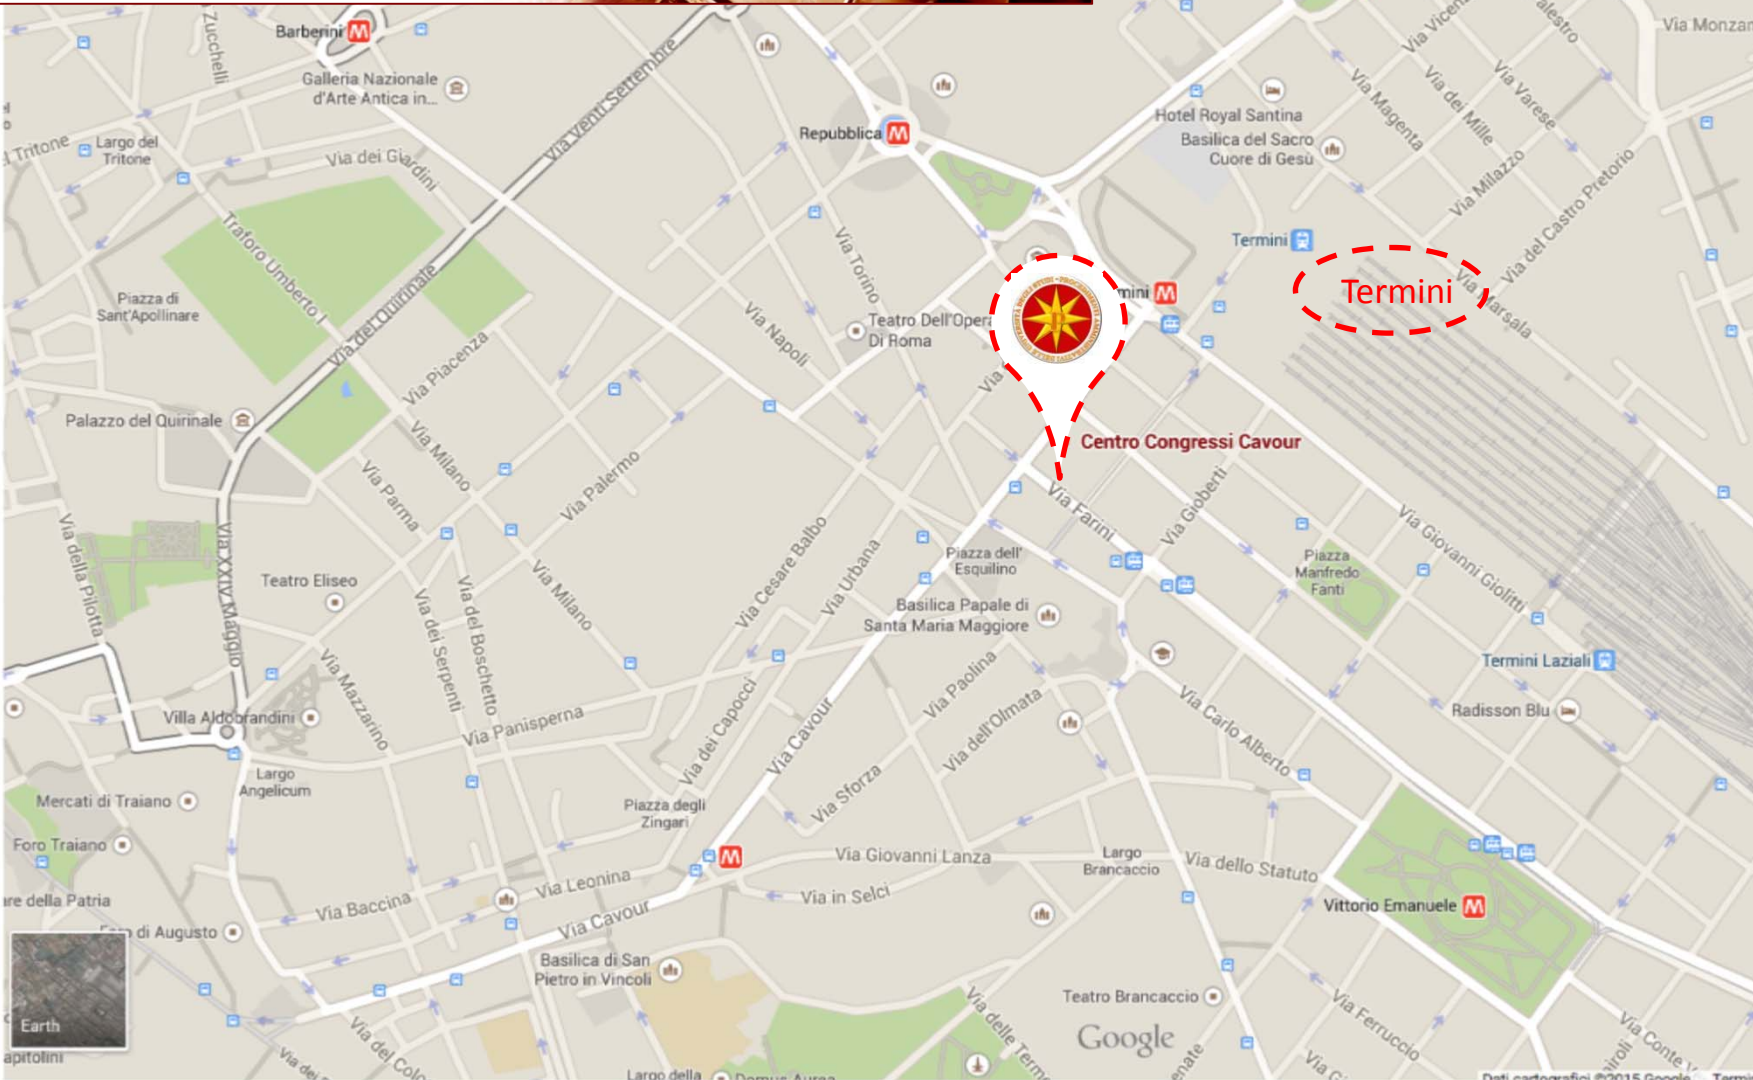 Barberini
Zucchelli
Galleria Nazionale
d'Arte Antica in...
Tritone
Largo del
Tritone
Via dei Giardini
Via Venti Settembre
Repubblica
Hotel Royal Santina
Basilica del Sacro
Cuore di Gesù
Via Magenta
Via dei Mille
Via Varese
Via Milazzo
Via del Castro Pretorio
Termini
Termini
Via Marsala
Traforo Umberto I
Piazza di
Sant'Apollinare
Via del Quirinale
Via Piacenza
Via Torino
Via Napoli
Teatro Dell'Opera
Di Roma
Palazzo del Quirinale
Via Milano
Via Parma
Via Palermo
Centro Congressi Cavour
Via Farini
Via Gioberti
Via Giovanni Giolitti
Via della Pilotta
Via XXIV Maggio
Teatro Eliseo
Via dei Serpenti
Via del Boschetto
Via Milano
Via Cesare Balbo
Via Urbana
Piazza dell'
Esquilino
Piazza
Manfredo
Fanti
Basilica Papale di
Santa Maria Maggiore
Termini Laziali
Radisson Blu
Via Paolina
Via dell'Olmata
Via Carlo Alberto
Villa Aldobrandini
Via Mazzarino
Via Panisperna
Via dei Capocci
Via Cavour
Largo
Angelicum
Mercati di Traiano
Piazza degli
Zingari
Via Sforza
Foro Traiano
Via Giovanni Lanza
Largo
Brancaccio
Via dello Statuto
Via Leonina
Via in Selci
Via Baccina
Via Cavour
Vittorio Emanuele
Foro di Augusto
Basilica di San
Pietro in Vincoli
Teatro Brancaccio
Via delle Terme
Via Ferruccio
Earth
Google